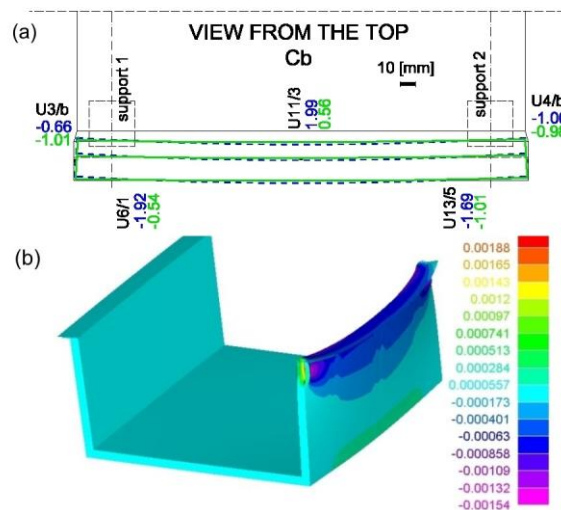 (a)
VIEW FROM THE TOP
Cb
support 1
support 2
10 [mm]
U3/b
-0.66
-1.01
U11/3
1.99
0.56
U4/b
-1.06
-0.98
U6/1
-1.92
-0.54
U13/5
-1.69
-1.01
(b)
0.00188
0.00165
0.00143
0.0012
0.00097
0.000741
0.000513
0.000284
0.0000557
-0.000173
-0.000401
-0.00063
-0.000858
-0.00109
-0.00132
-0.00154